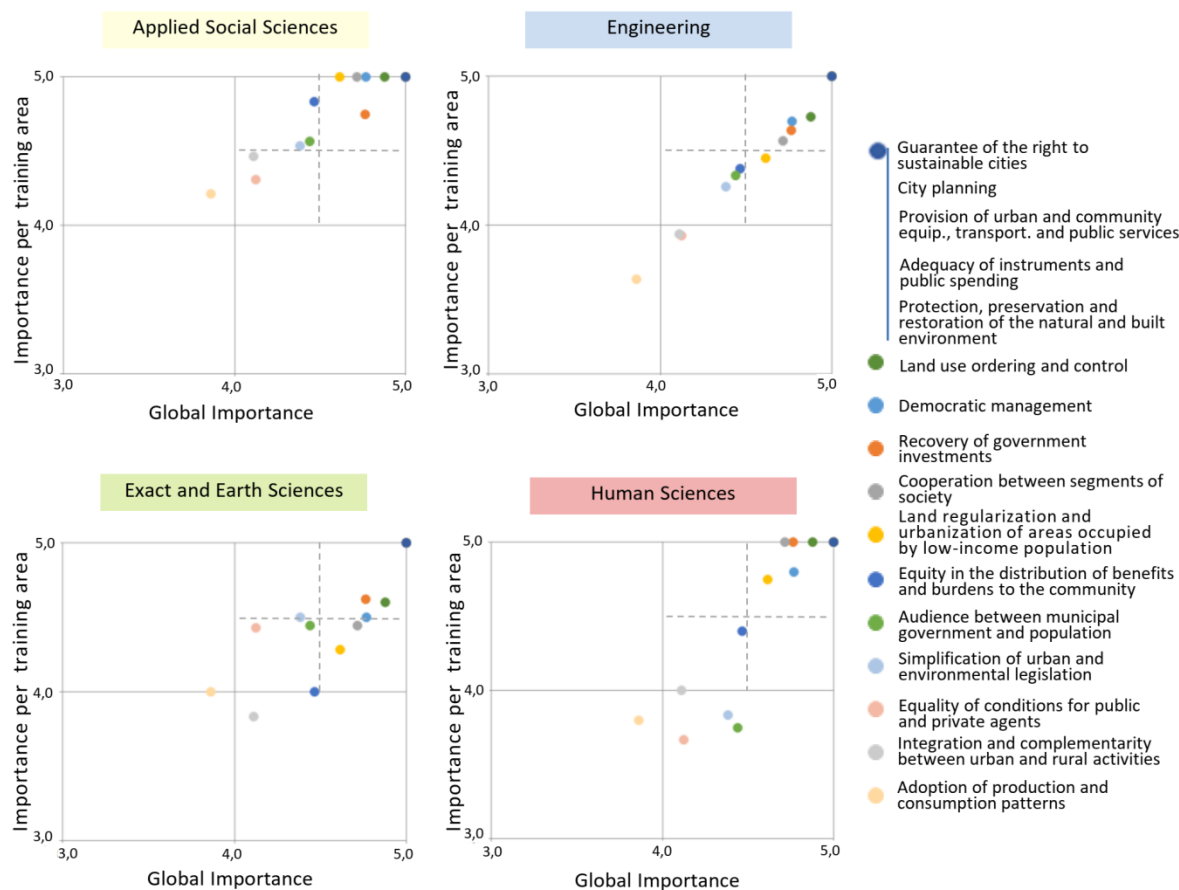 Applied Social Sciences
Engineering
Importance per training area
5,0
4,0
3,0
3,0
4,0
5,0
Global Importance
Importance per training area
5,0
4,0
3,0
3,0
4,0
5,0
Global Importance
Exact and Earth Sciences
Human Sciences
Importance per training area
5,0
4,0
3,0
3,0
4,0
5,0
Global Importance
Importance per training area
5,0
4,0
3,0
3,0
4,0
5,0
Global Importance
Guarantee of the right to
sustainable cities
City planning
Provision of urban and community
equip., transport. and public services
Adequacy of instruments and
public spending
Protection, preservation and
restoration of the natural and built
environment
Land use ordering and control
Democratic management
Recovery of government
investments
Cooperation between segments of
society
Land regularization and
urbanization of areas occupied
by low-income population
Equity in the distribution of benefits
and burdens to the community
Audience between municipal
government and population
Simplification of urban and
environmental legislation
Equality of conditions for public
and private agents
Integration and complementarity
between urban and rural activities
Adoption of production and
consumption patterns